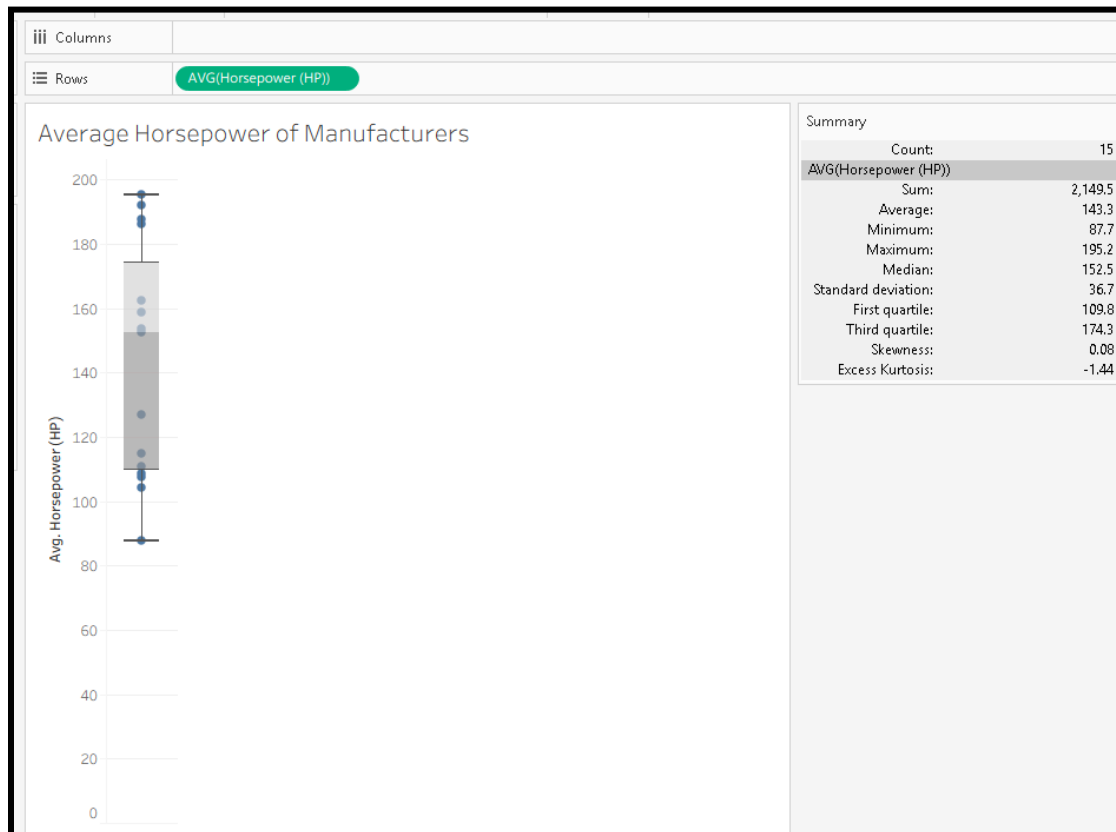 Columns
Rows AVG(Horsepower (HP))
Average Horsepower of Manufacturers
200
180
160
140
120
100
80
60
40
20
0
Avg. Horsepower (HP)
Summary
Count: 15
AVG(Horsepower (HP))
Sum: 2,149.5
Average: 143.3
Minimum: 87.7
Maximum: 195.2
Median: 152.5
Standard deviation: 36.7
First quartile: 109.8
Third quartile: 174.3
Skewness: 0.08
Excess Kurtosis: -1.44